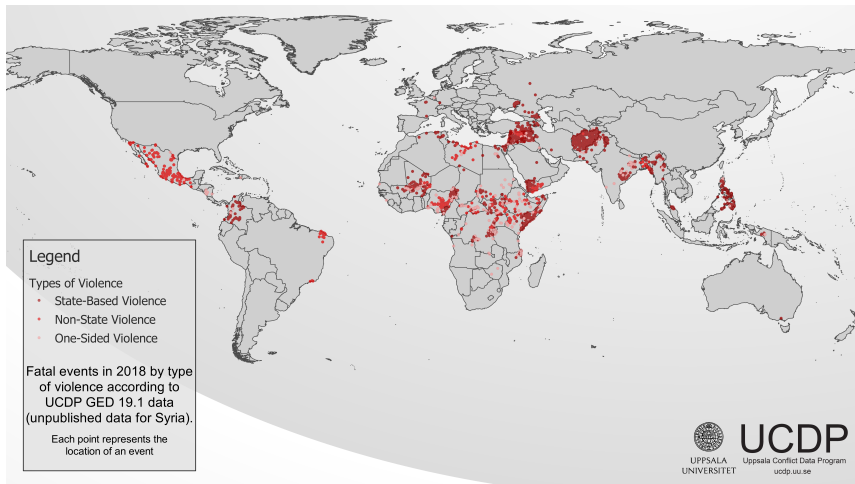 Legend
Types of Violence
State-Based Violence
Non-State Violence
One-Sided Violence
Fatal events in 2018 by type
of violence according to
UCDP GED 19.1 data
(unpublished data for Syria).
Each point represents the
location of an event
UPPSALA
UNIVERSITET
UCDP
Uppsala Conflict Data Program
ucdp.uu.se